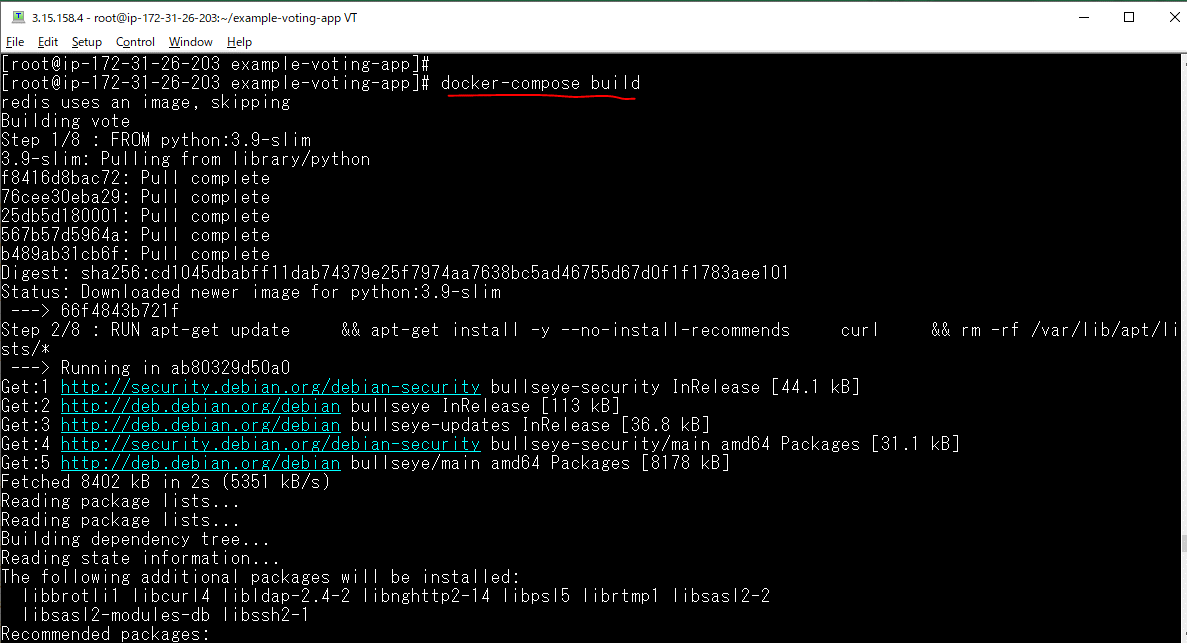 3.15.158.4 - root@ip-172-31-26-203:~/example-voting-app VT
File Edit Setup Control Window Help
[root@ip-172-31-26-203 example-voting-app]#
[root@ip-172-31-26-203 example-voting-app]# docker-compose build
redis uses an image, skipping
Building vote
Step 1/8 : FROM python:3.9-slim
3.9-slim: Pulling from library/python
f8416d8bac72: Pull complete
76cee30eba29: Pull complete
25db5d180001: Pull complete
567b57d5964a: Pull complete
b489ab31cb6f: Pull complete
Digest: sha256:cd1045dbabff11dab74379e25f7974aa7638bc5ad46755d67d0f1f1783aee101
Status: Downloaded newer image for python:3.9-slim
 ---> 66f4843b721f
Step 2/8 : RUN apt-get update     && apt-get install -y --no-install-recommends     curl     && rm -rf /var/lib/apt/li
sts/*
 ---> Running in ab80329d50a0
Get:1 http://security.debian.org/debian-security bullseye-security InRelease [44.1 kB]
Get:2 http://deb.debian.org/debian bullseye InRelease [113 kB]
Get:3 http://deb.debian.org/debian bullseye-updates InRelease [36.8 kB]
Get:4 http://security.debian.org/debian-security bullseye-security/main amd64 Packages [31.1 kB]
Get:5 http://deb.debian.org/debian bullseye/main amd64 Packages [8178 kB]
Fetched 8402 kB in 2s (5351 kB/s)
Reading package lists...
Reading package lists...
Building dependency tree...
Reading state information...
The following additional packages will be installed:
  libbrotli1 libcurl4 libldap-2.4-2 libnghttp2-14 libpsl5 librtmp1 libsasl2-2
  libsasl2-modules-db libssh2-1
Recommended packages: